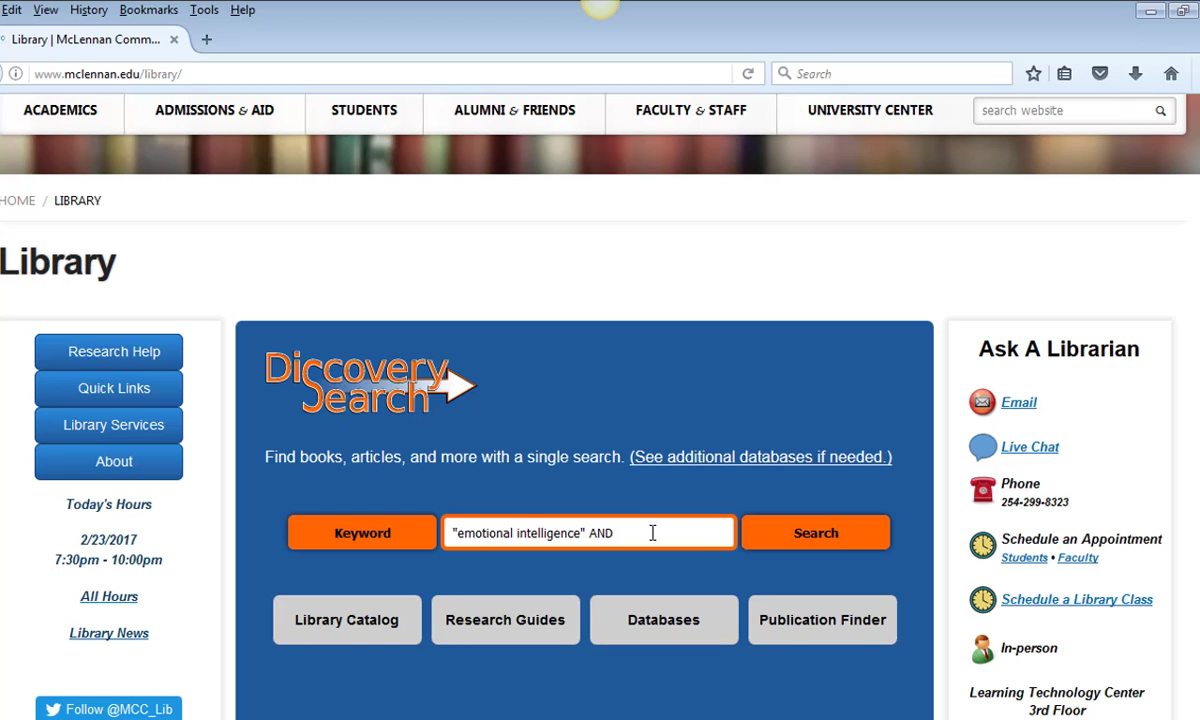 Edit View History Bookmarks Tools Help
Library | McLennan Comm... × +
www.mclennan.edu/library/ Search
ACADEMICS ADMISSIONS & AID STUDENTS ALUMNI & FRIENDS FACULTY & STAFF UNIVERSITY CENTER search website
HOME / LIBRARY
Library
Research Help
Quick Links
Library Services
About
Today's Hours
2/23/2017
7:30pm - 10:00pm
All Hours
Library News
Follow @MCC_Lib
Discovery
Search
Find books, articles, and more with a single search. (See additional databases if needed.)
Keyword "emotional intelligence" AND Search
Library Catalog Research Guides Databases Publication Finder
Ask A Librarian
Email
Live Chat
Phone
254-299-8323
Schedule an Appointment
Students • Faculty
Schedule a Library Class
In-person
Learning Technology Center
3rd Floor